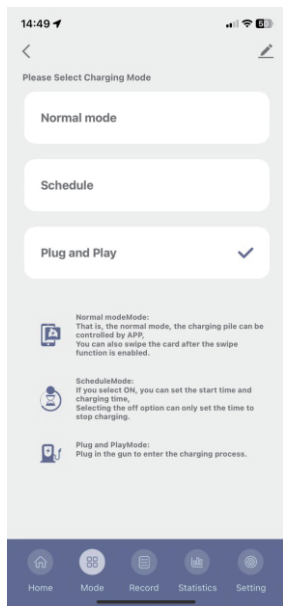 14:49
Please Select Charging Mode
Normal mode
Schedule
Plug and Play
Normal modeMode:
That is, the normal mode, the charging pile can be
controlled by APP,
You can also swipe the card after the swipe
function is enabled.
ScheduleMode:
If you select ON, you can set the start time and
charging time,
Selecting the off option can only set the time to
stop charging.
Plug and PlayMode:
Plug in the gun to enter the charging process.
Home Mode Record Statistics Setting